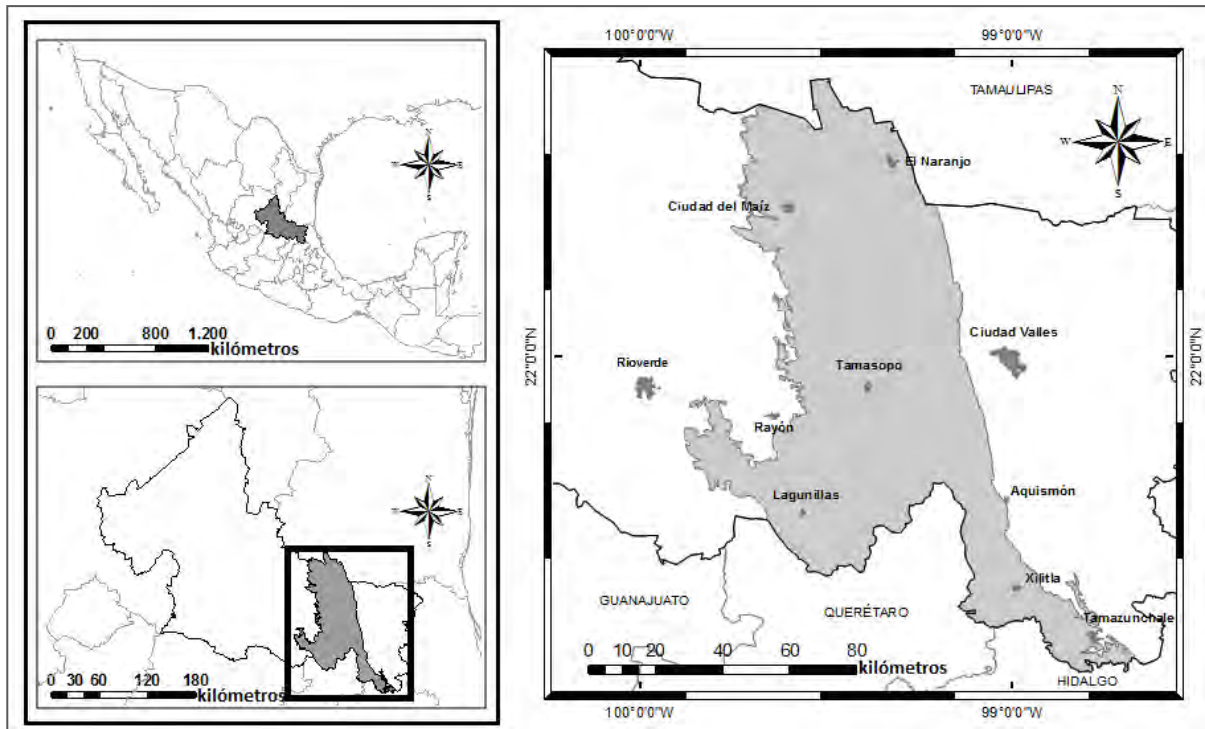 N
W E
S
0 200 800 1.200
kilómetros
N
W E
S
0 30 60 120 180
kilómetros
100°0'0"W 99°0'0"W
TAMAULIPAS
N
W E
S
El Naranjo
Ciudad del Maíz
Ciudad Valles
22°0'0"N
22°0'0"N
Rioverde
Tamasopo
Rayón
Lagunillas
Aquismón
Xilitla
GUANAJUATO
QUERÉTARO
Tamazunchale
0 10 20 40 60 80
kilómetros
HIDALGO
100°0'0"W 99°0'0"W